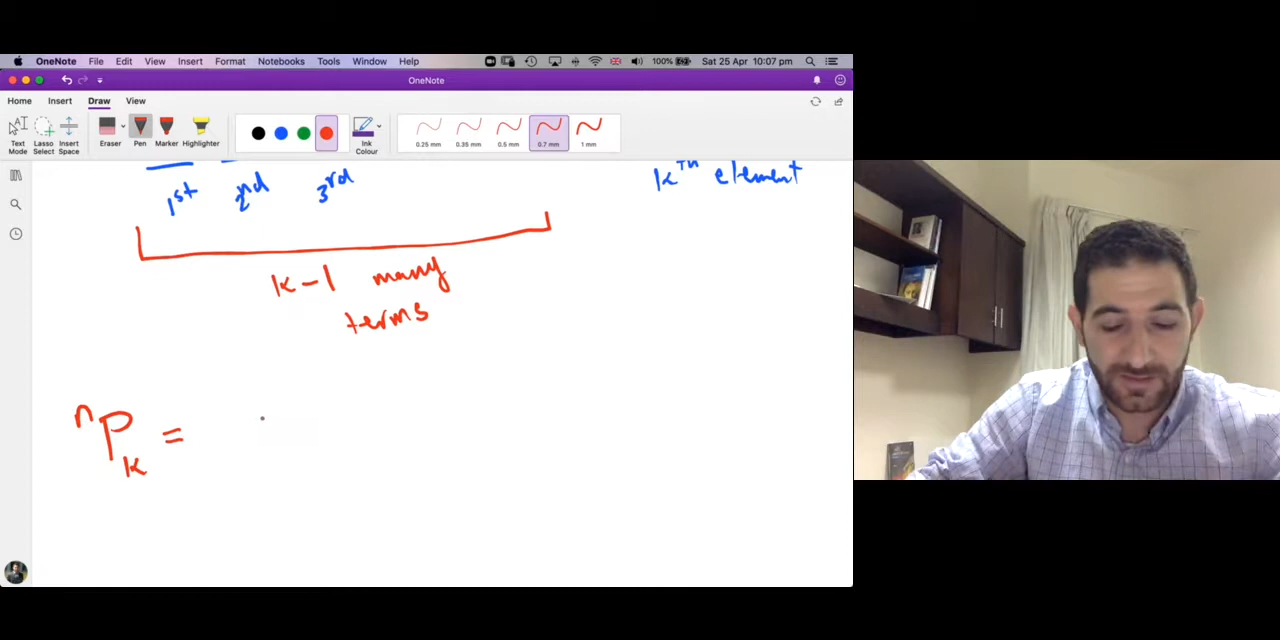 OneNote File Edit View Insert Format Notebooks Tools Window Help 100% Sat 25 Apr 10:07 pm
OneNote
Home Insert Draw View
Text Mode Lasso Select Insert Space Eraser Pen Marker Highlighter Ink Colour 0.25 mm 0.35 mm 0.5 mm 0.7 mm 1 mm
1st 2nd 3rd kTh element
k-1 many
terms
nPk =